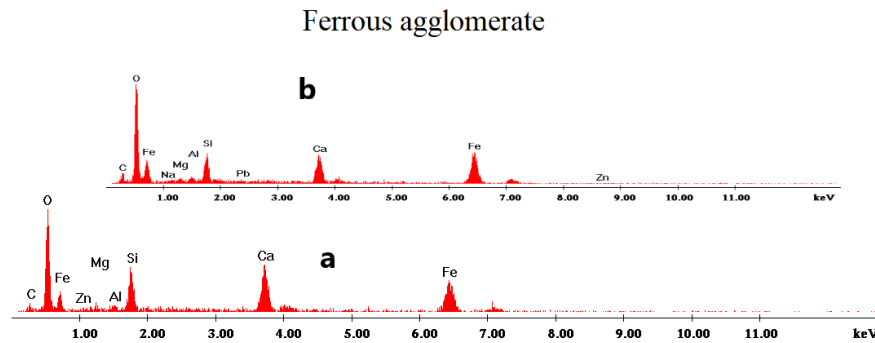 Ferrous agglomerate
b
O
C Fe Na Mg Al Si Pb Ca Fe Zn
1.00 2.00 3.00 4.00 5.00 6.00 7.00 8.00 9.00 10.00 11.00 keV
a
O
C Fe Zn Mg Al Si Ca Fe
1.00 2.00 3.00 4.00 5.00 6.00 7.00 8.00 9.00 10.00 11.00 keV